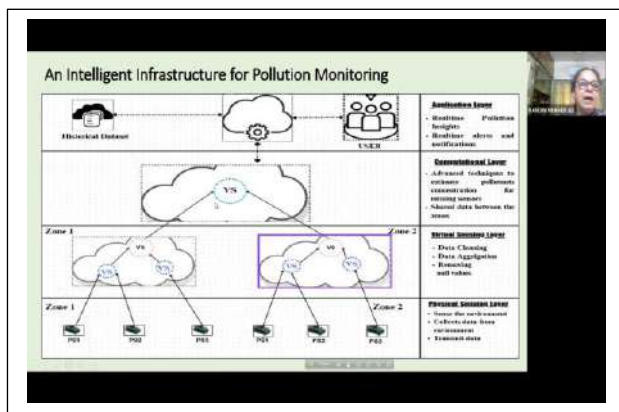 An Intelligent Infrastructure for Pollution Monitoring
Historical Dataset
USER
Application Layer
- Realtime Pollution
Insights
- Realtime alerts and
notifications
VS
Computational Layer
- Advanced techniques to
estimate pollutants
concentration for
missing sensors
- Shared data between the
zones
Zone 1
Zone 2
VS
VS
VS
VS
VS
VS
Virtual Sensing Layer
- Data Cleaning
- Data Aggrigation
- Removing
null values
Zone 1
Zone 2
PS1
PS2
PS3
PS1
PS2
PS3
Physical Sensing Layer
- Sense the environment
- Collects data from
environment
- Transmit data